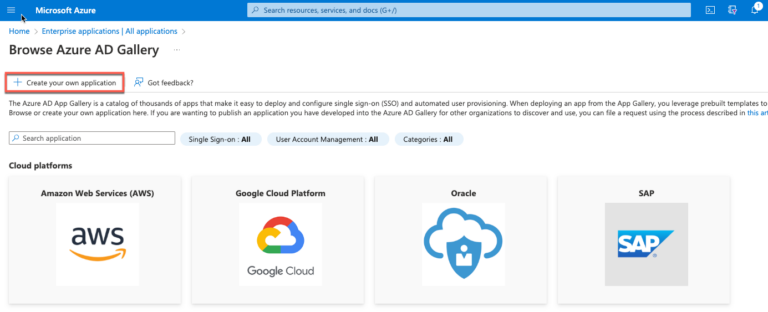 Microsoft Azure
Search resources, services, and docs (G+/)
1
Home > Enterprise applications | All applications >
Browse Azure AD Gallery ...
+ Create your own application
Got feedback?
The Azure AD App Gallery is a catalog of thousands of apps that make it easy to deploy and configure single sign-on (SSO) and automated user provisioning. When deploying an app from the App Gallery, you leverage prebuilt templates to
Browse or create your own application here. If you are wanting to publish an application you have developed into the Azure AD Gallery for other organizations to discover and use, you can file a request using the process described in this art
Search application
Single Sign-on : All
User Account Management : All
Categories : All
Cloud platforms
Amazon Web Services (AWS)
Google Cloud Platform
Oracle
SAP
aws
Google Cloud
SAP